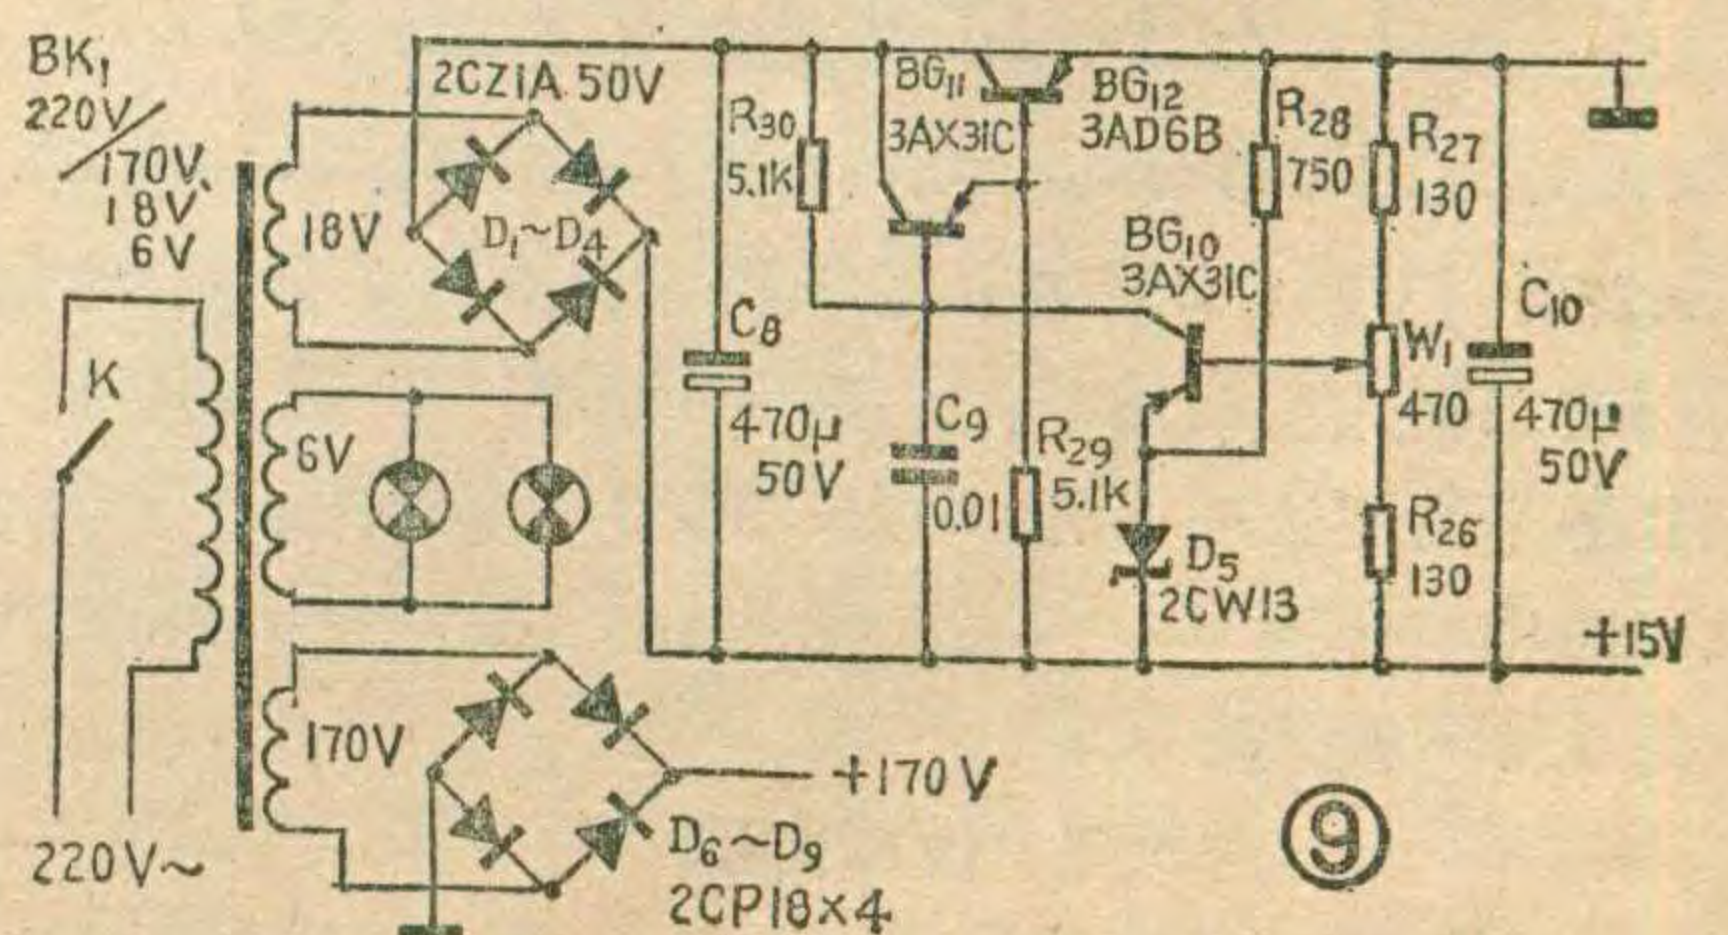 BK₁
220V/
170V
18V
6V
K
220V~
2CZ1A 50V
18V
D₁~D₄
6V
170V
+170V
D₆~D₉
2CP18×4
R₃₀
5.1K
C₈
470μ
50V
BG₁₁
3AX31C
BG₁₂
3AD6B
C₉
0.01
R₂₉
5.1K
BG₁₀
3AX31C
D₅
2CW13
R₂₈
750
R₂₇
130
W₁
470
R₂₆
130
C₁₀
470μ
50V
+15V
⑨